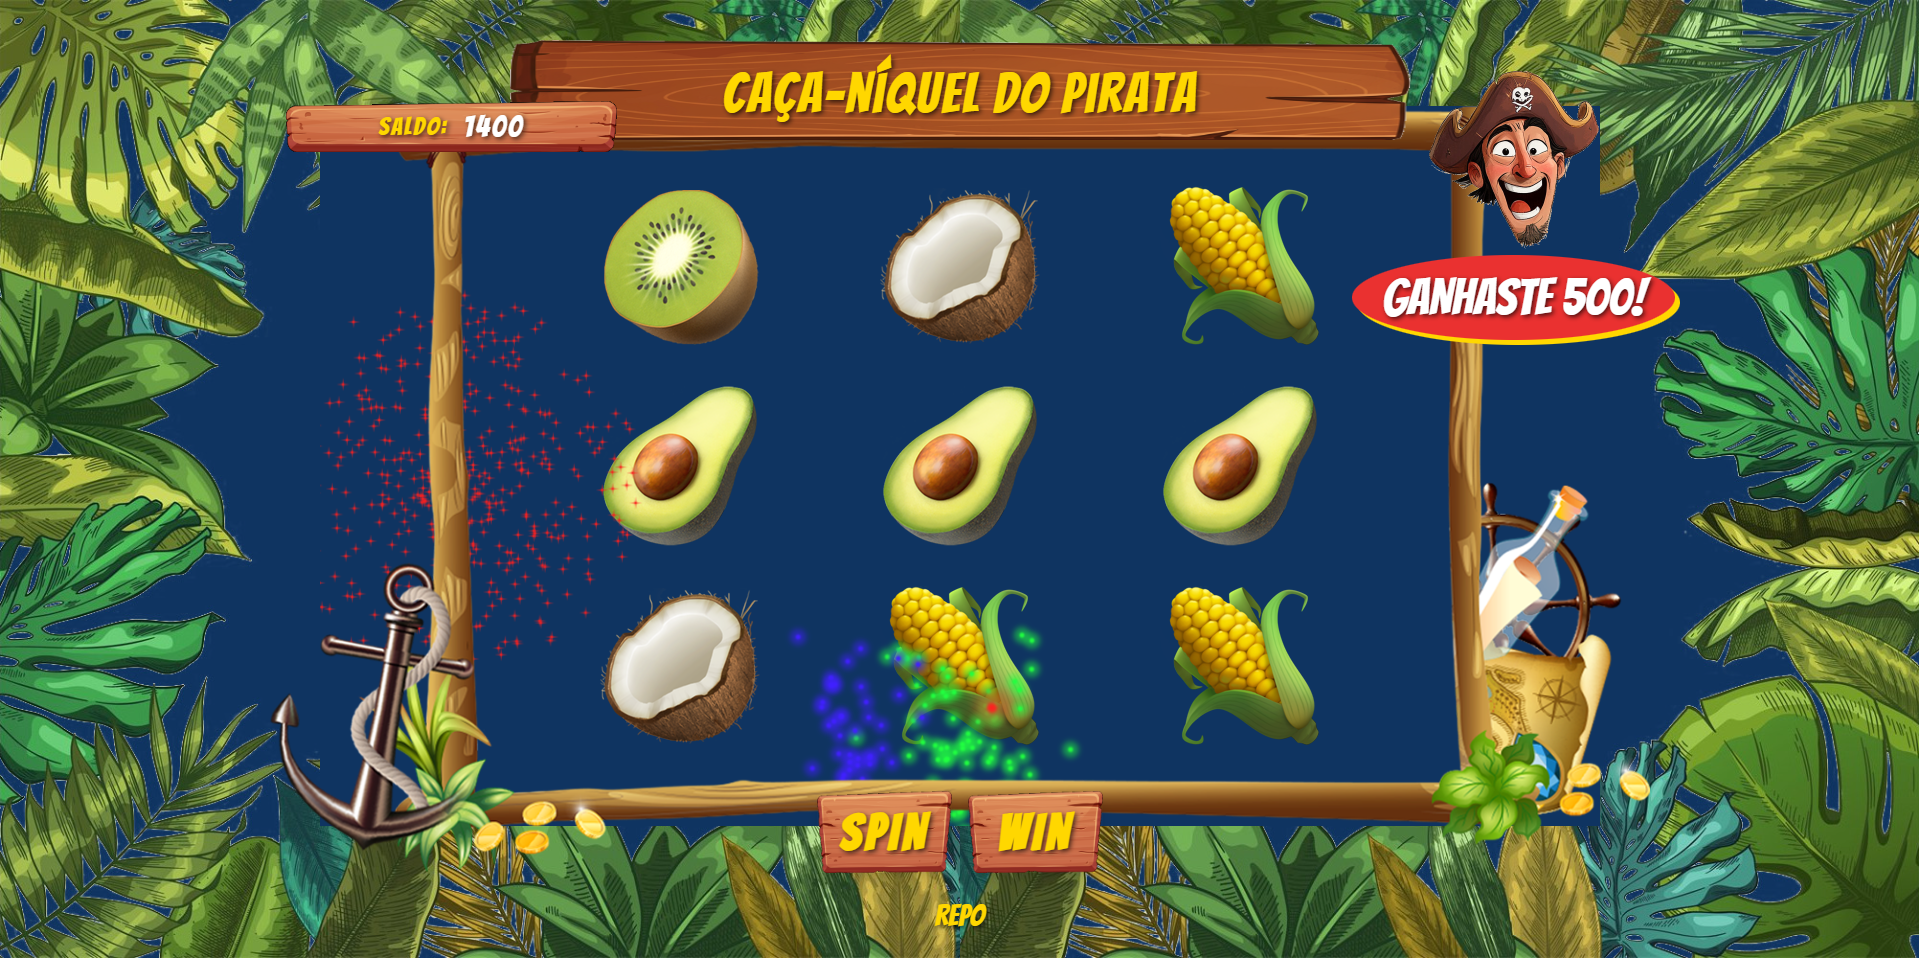 CAÇA-NÍQUEL DO PIRATA
SALDO: 1400
GANHASTE 500!
SPIN WIN
REPO